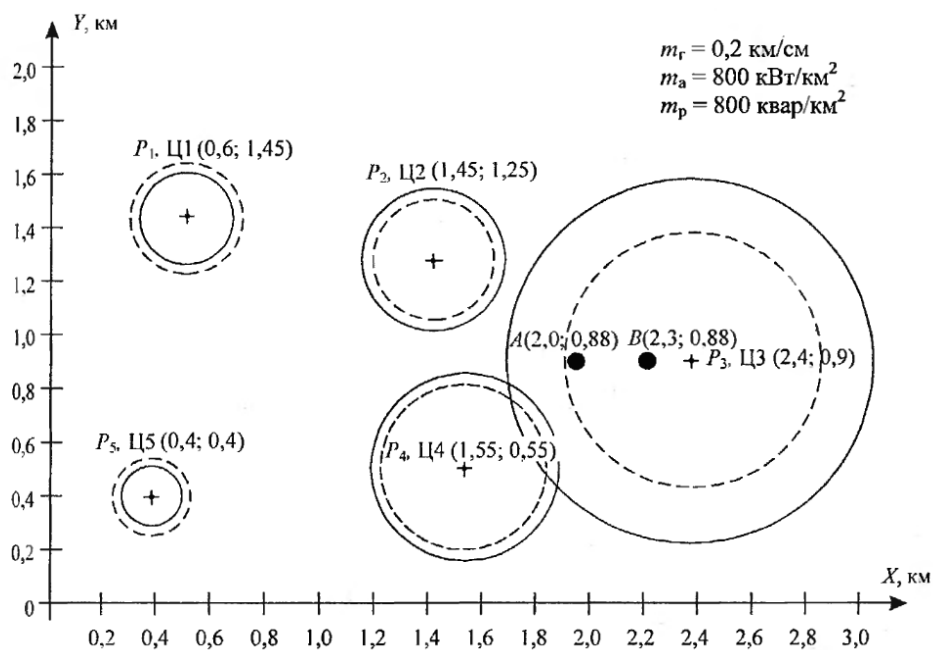 Y, км
2,0
1,8
1,6
1,4
1,2
1,0
0,8
0,6
0,4
0,2
0
mг = 0,2 км/см
mа = 800 кВт/км²
mр = 800 квар/км²
P₁, Ц1 (0,6; 1,45)
P₂, Ц2 (1,45; 1,25)
A(2,0; 0,88)
B(2,3; 0,88)
P₃, Ц3 (2,4; 0,9)
P₅, Ц5 (0,4; 0,4)
P₄, Ц4 (1,55; 0,55)
X, км
0,2 0,4 0,6 0,8 1,0 1,2 1,4 1,6 1,8 2,0 2,2 2,4 2,6 2,8 3,0